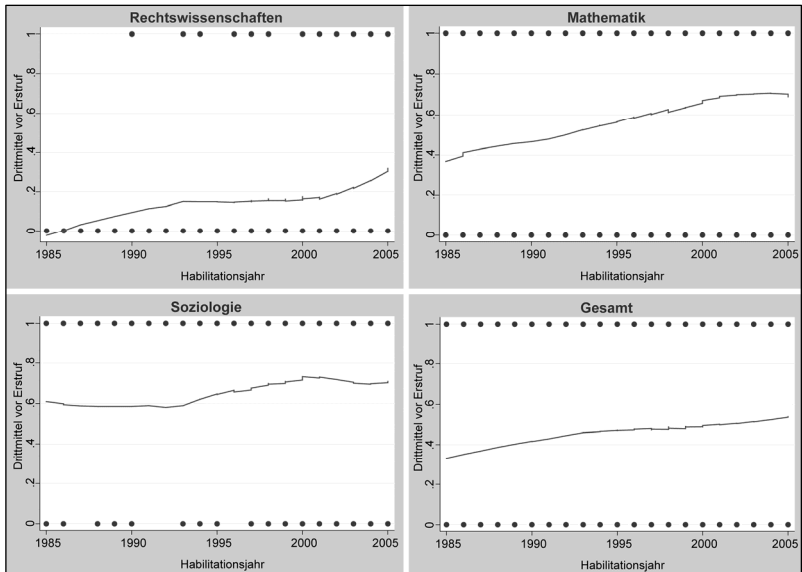 Rechtswissenschaften
Drittmittel vor Erstruf
1
.8
.6
.4
.2
0
1985 1990 1995 2000 2005
Habilitationsjahr
Mathematik
Drittmittel vor Erstruf
1
.8
.6
.4
.2
0
1985 1990 1995 2000 2005
Habilitationsjahr
Soziologie
Drittmittel vor Erstruf
1
.8
.6
.4
.2
0
1985 1990 1995 2000 2005
Habilitationsjahr
Gesamt
Drittmittel vor Erstruf
1
.8
.6
.4
.2
0
1985 1990 1995 2000 2005
Habilitationsjahr